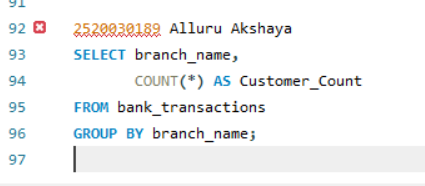 91
92 2520030189 Alluru Akshaya
93 SELECT branch_name,
94 COUNT(*) AS Customer_Count
95 FROM bank_transactions
96 GROUP BY branch_name;
97